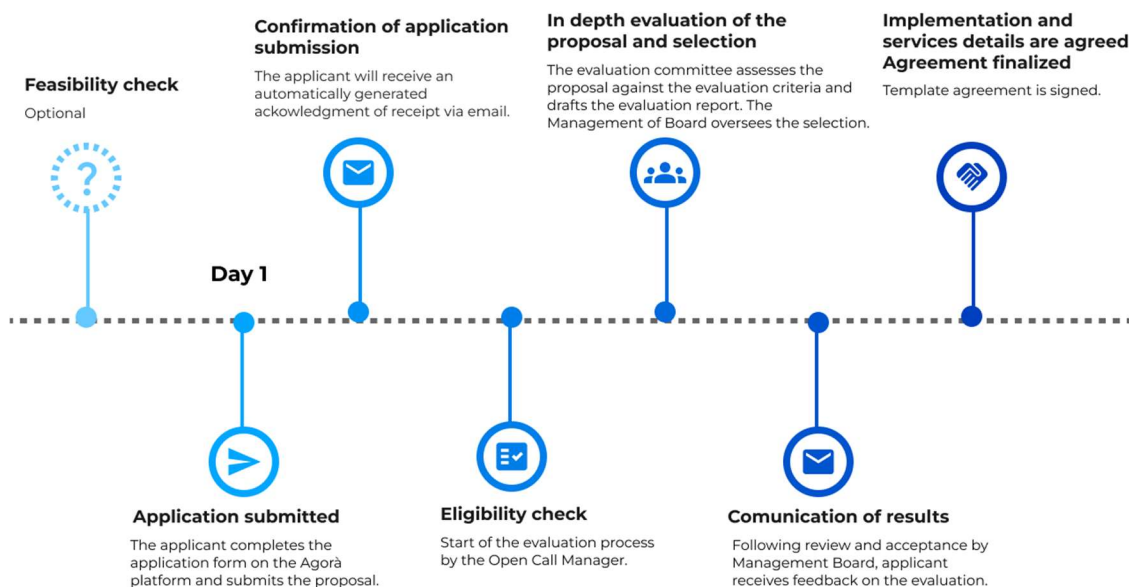 Feasibility check
Optional
Day 1
Application submitted
The applicant completes the
application form on the Agorà
platform and submits the proposal.
Confirmation of application
submission
The applicant will receive an
automatically generated
ackowledgment of receipt via email.
Eligibility check
Start of the evaluation process
by the Open Call Manager.
In depth evaluation of the
proposal and selection
The evaluation committee assesses the
proposal against the evaluation criteria and
drafts the evaluation report. The
Management of Board oversees the selection.
Comunication of results
Following review and acceptance by
Management Board, applicant
receives feedback on the evaluation.
Implementation and
services details are agreed
Agreement finalized
Template agreement is signed.
?